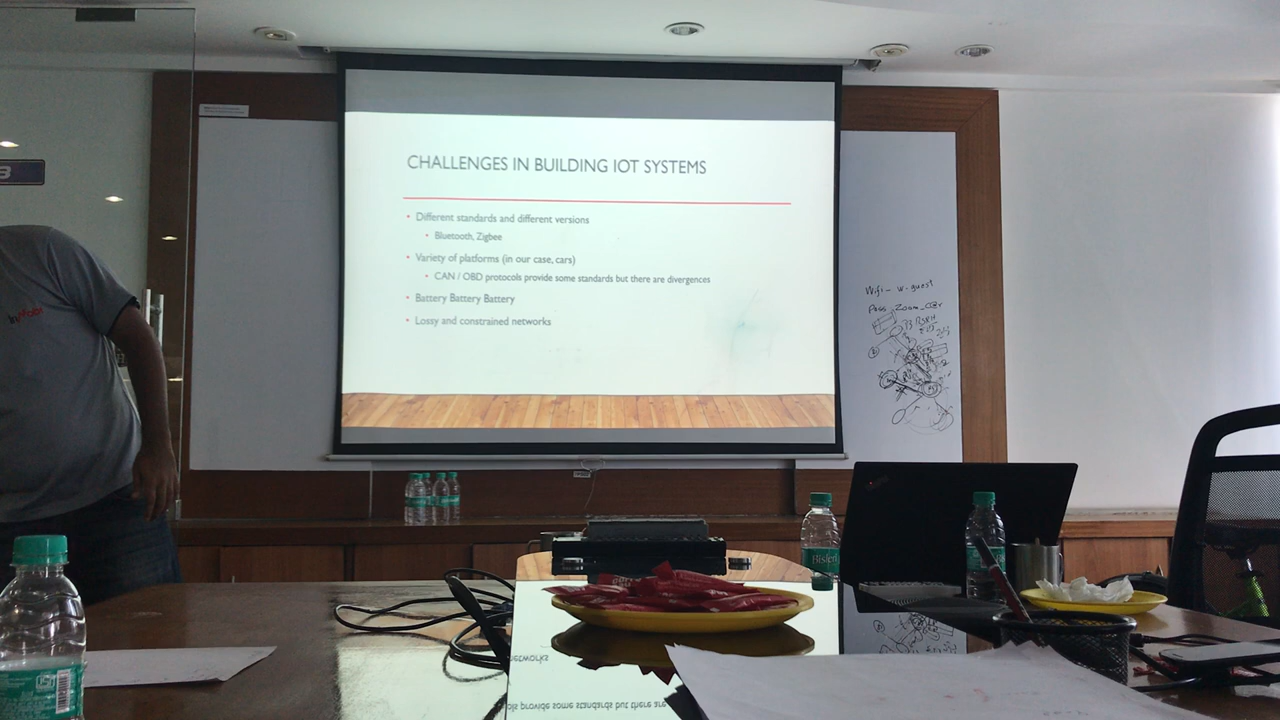 CHALLENGES IN BUILDING IOT SYSTEMS
• Different standards and different versions
• Bluetooth, Zigbee
• Variety of platforms (in our case, cars)
• CAN / OBD protocols provide some standards but there are divergences
• Battery Battery Battery
• Lossy and constrained networks
Wifi - w-guest
Pass Zoom_Car
Bisleri